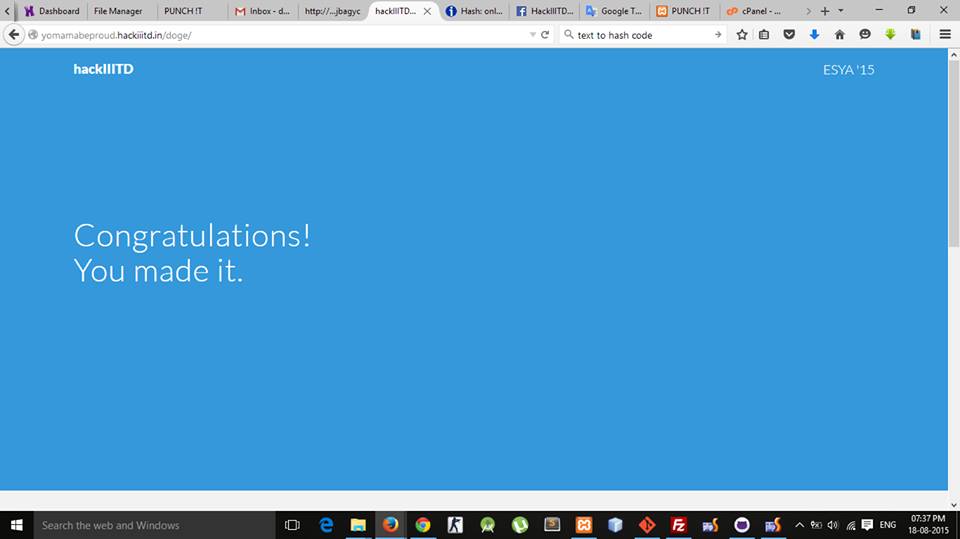 Dashboard
File Manager
PUNCH !T
Inbox - d...
http://...jbagyc
hackIIITD...
Hash: onl...
HackIIITD...
Google T...
PUNCH !T
cPanel - ...
yomamabeproud.hackiiitd.in/doge/
text to hash code
hackIIITD
ESYA '15
Congratulations!
You made it.
Search the web and Windows
ENG
07:37 PM
18-08-2015